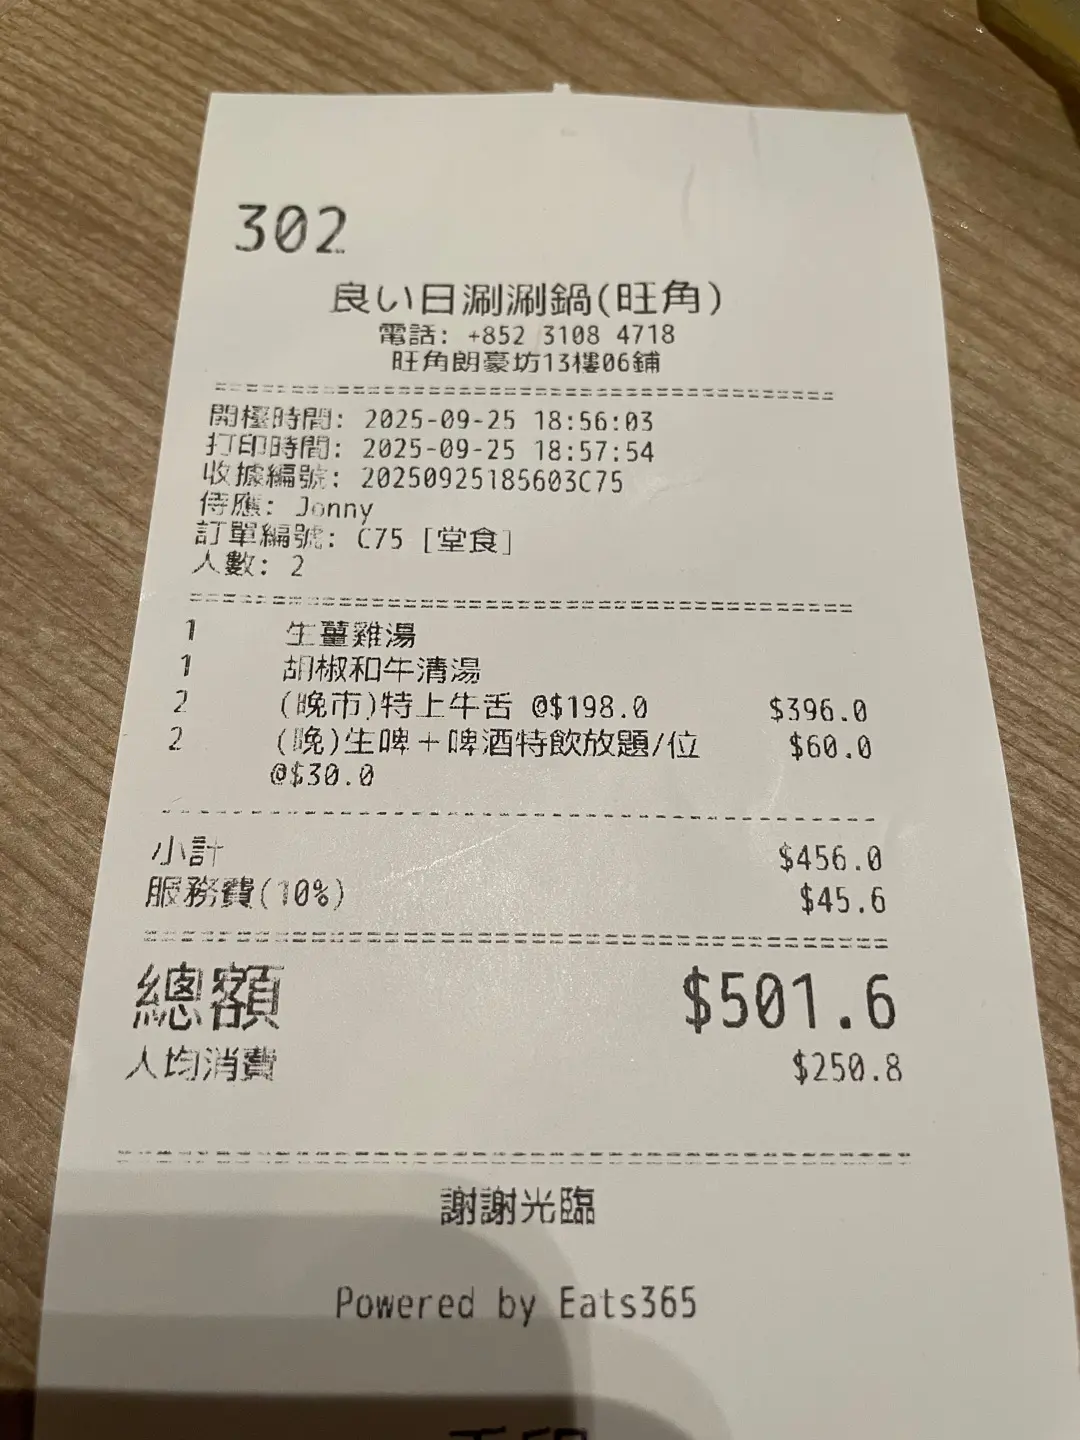 302
良い日涮涮鍋(旺角)
電話: +852 3108 4718
旺角朗豪坊13樓06鋪
開檯時間: 2025-09-25 18:56:03
打印時間: 2025-09-25 18:57:54
收據編號: 20250925185603C75
侍應: Jonny
訂單編號: C75 [堂食]
人數: 2
1 生薑雞湯
1 胡椒和牛清湯
2 (晚市)特上牛舌 @$198.0 $396.0
2 (晚)生啤＋啤酒特飲放題/位 $60.0
@$30.0
小計 $456.0
服務費(10%) $45.6
總額 $501.6
人均消費 $250.8
謝謝光臨
Powered by Eats365